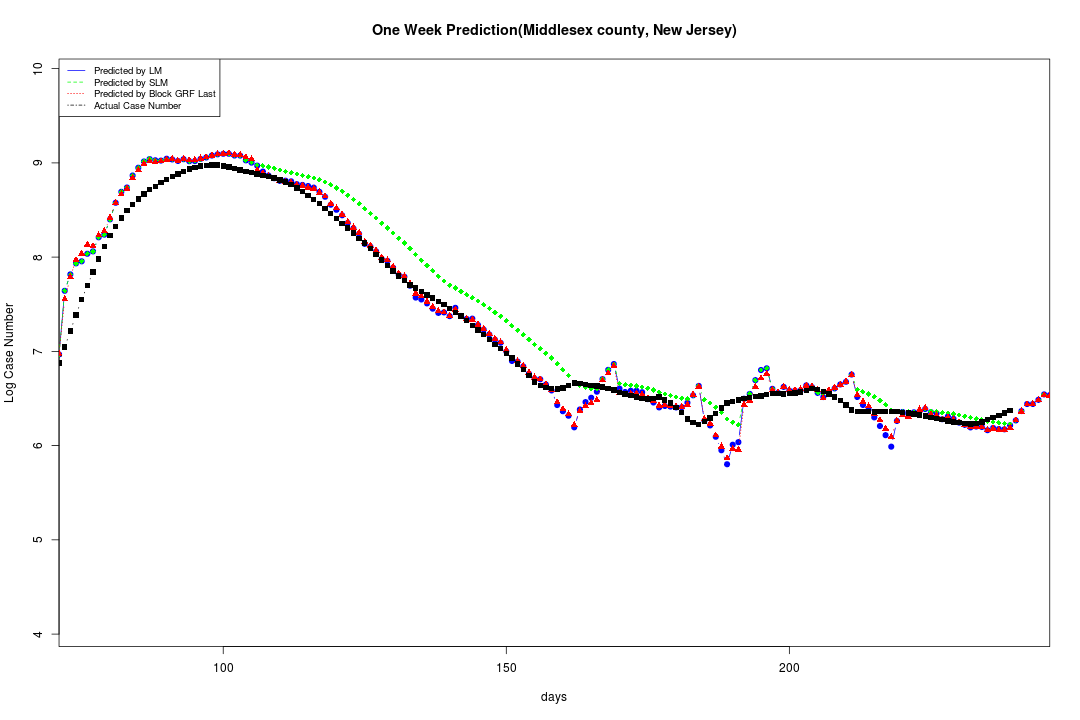 One Week Prediction(Middlesex county, New Jersey)
Predicted by LM
Predicted by SLM
Predicted by Block GRF Last
Actual Case Number
10
9
8
7
6
5
4
Log Case Number
100
150
200
days